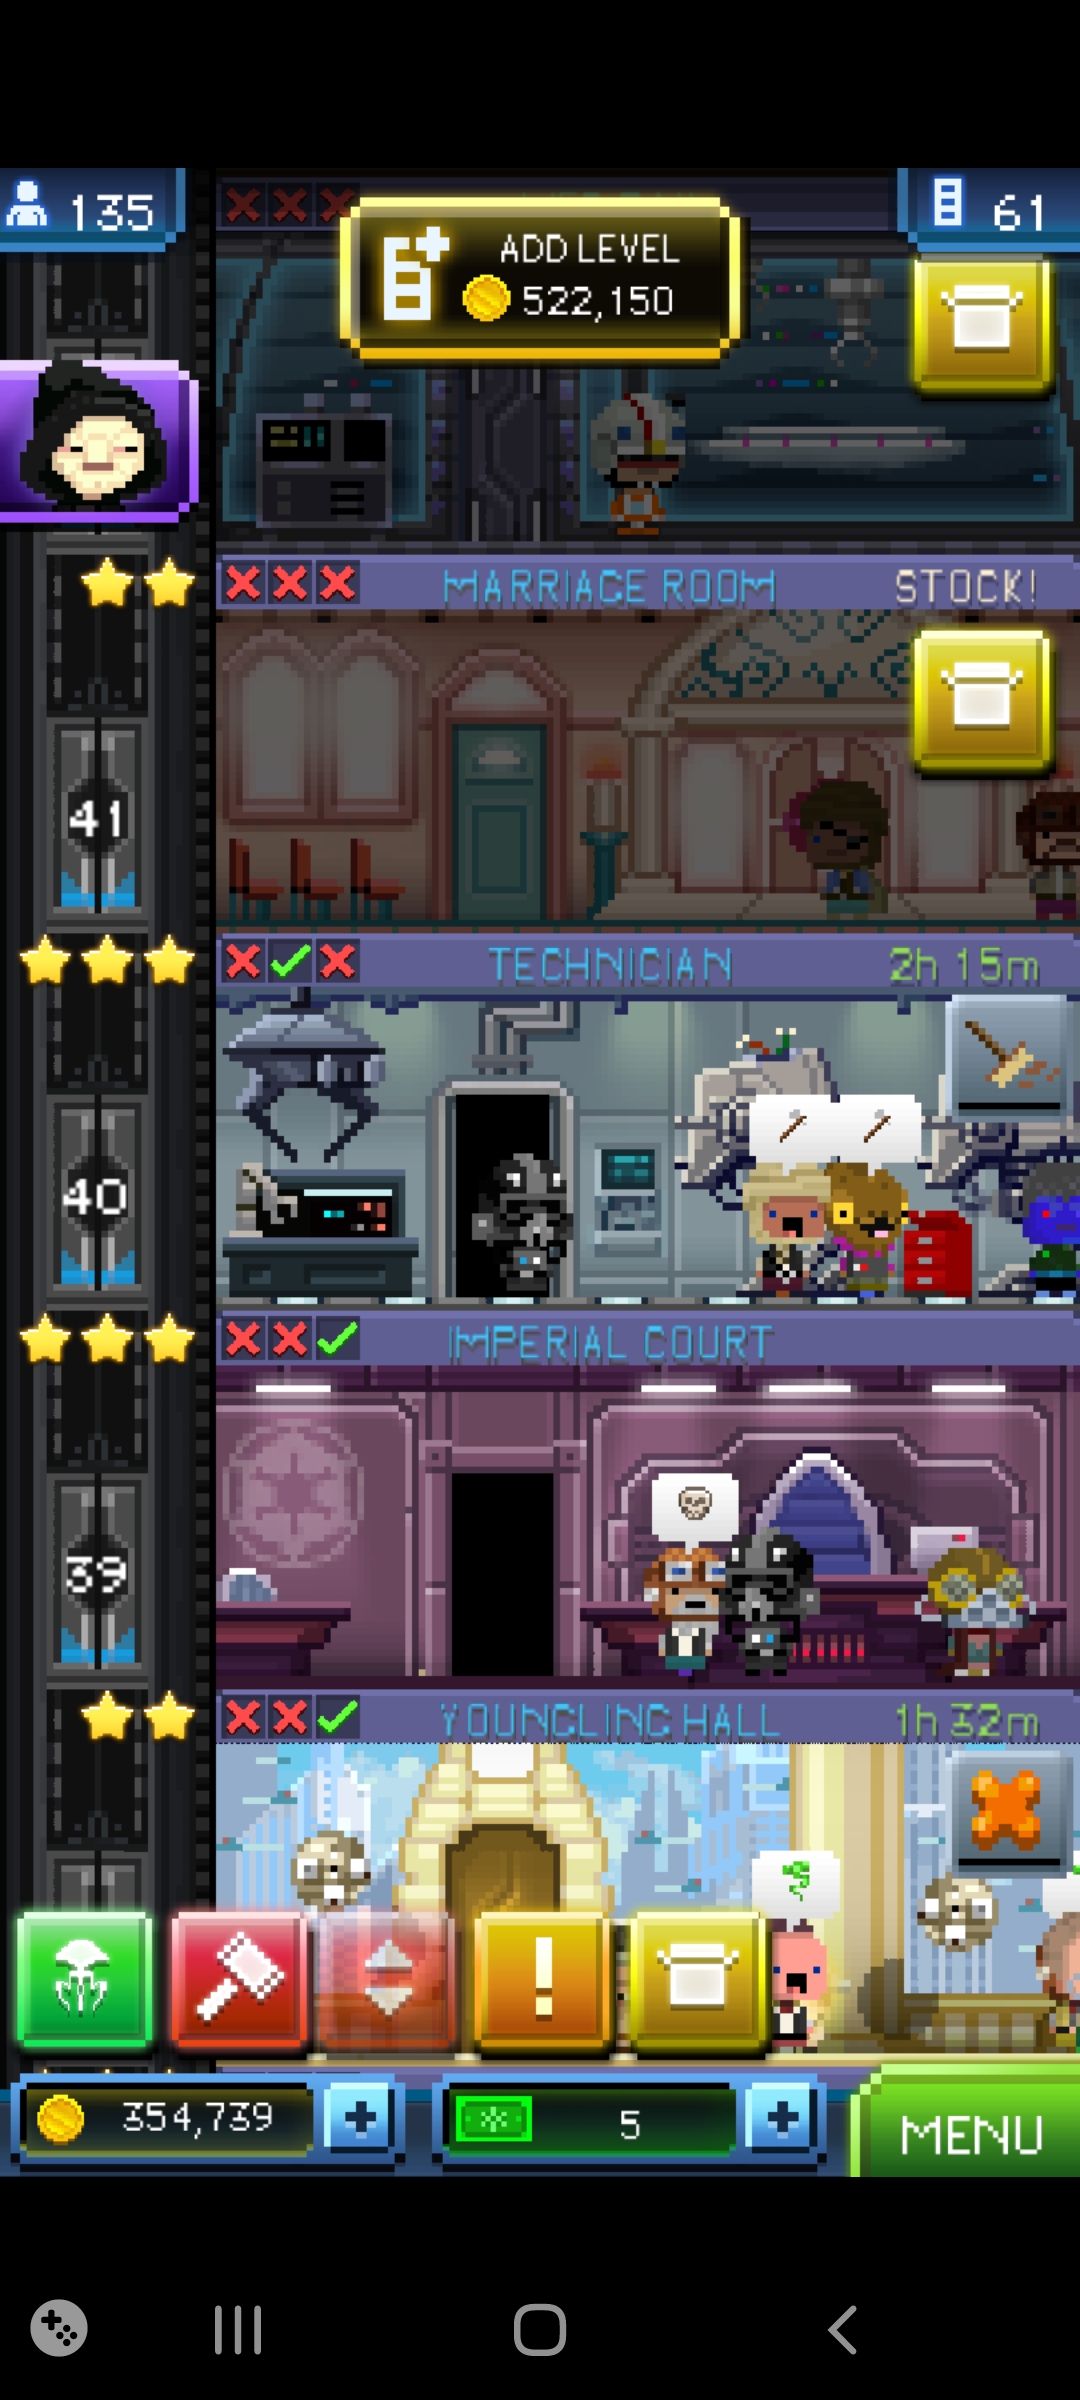 135
61
ADD LEVEL
522,150
MARRIAGE ROOM
STOCK!
41
TECHNICIAN
2h 15m
40
IMPERIAL COURT
39
YOUNGLING HALL
1h 32m
354,739
5
MENU